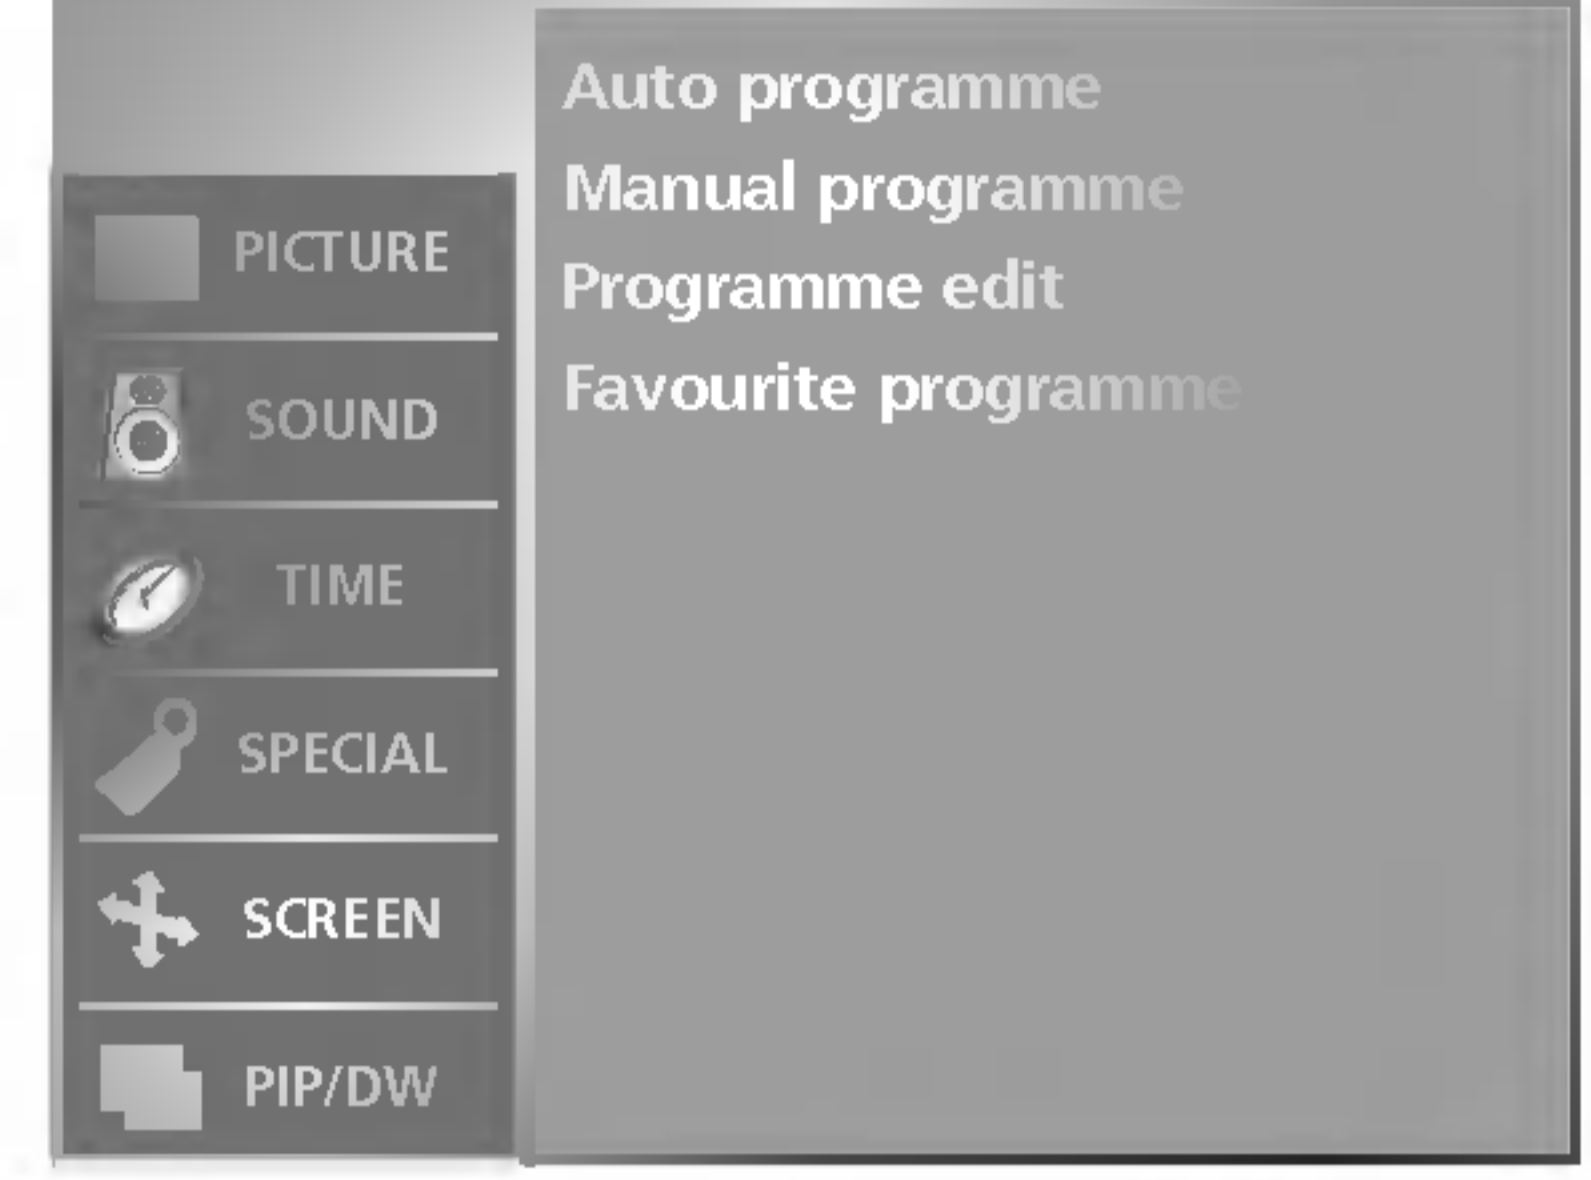 PICTURE
SOUND
TIME
SPECIAL
SCREEN
PIP/DW
Auto programme
Manual programme
Programme edit
Favourite programme